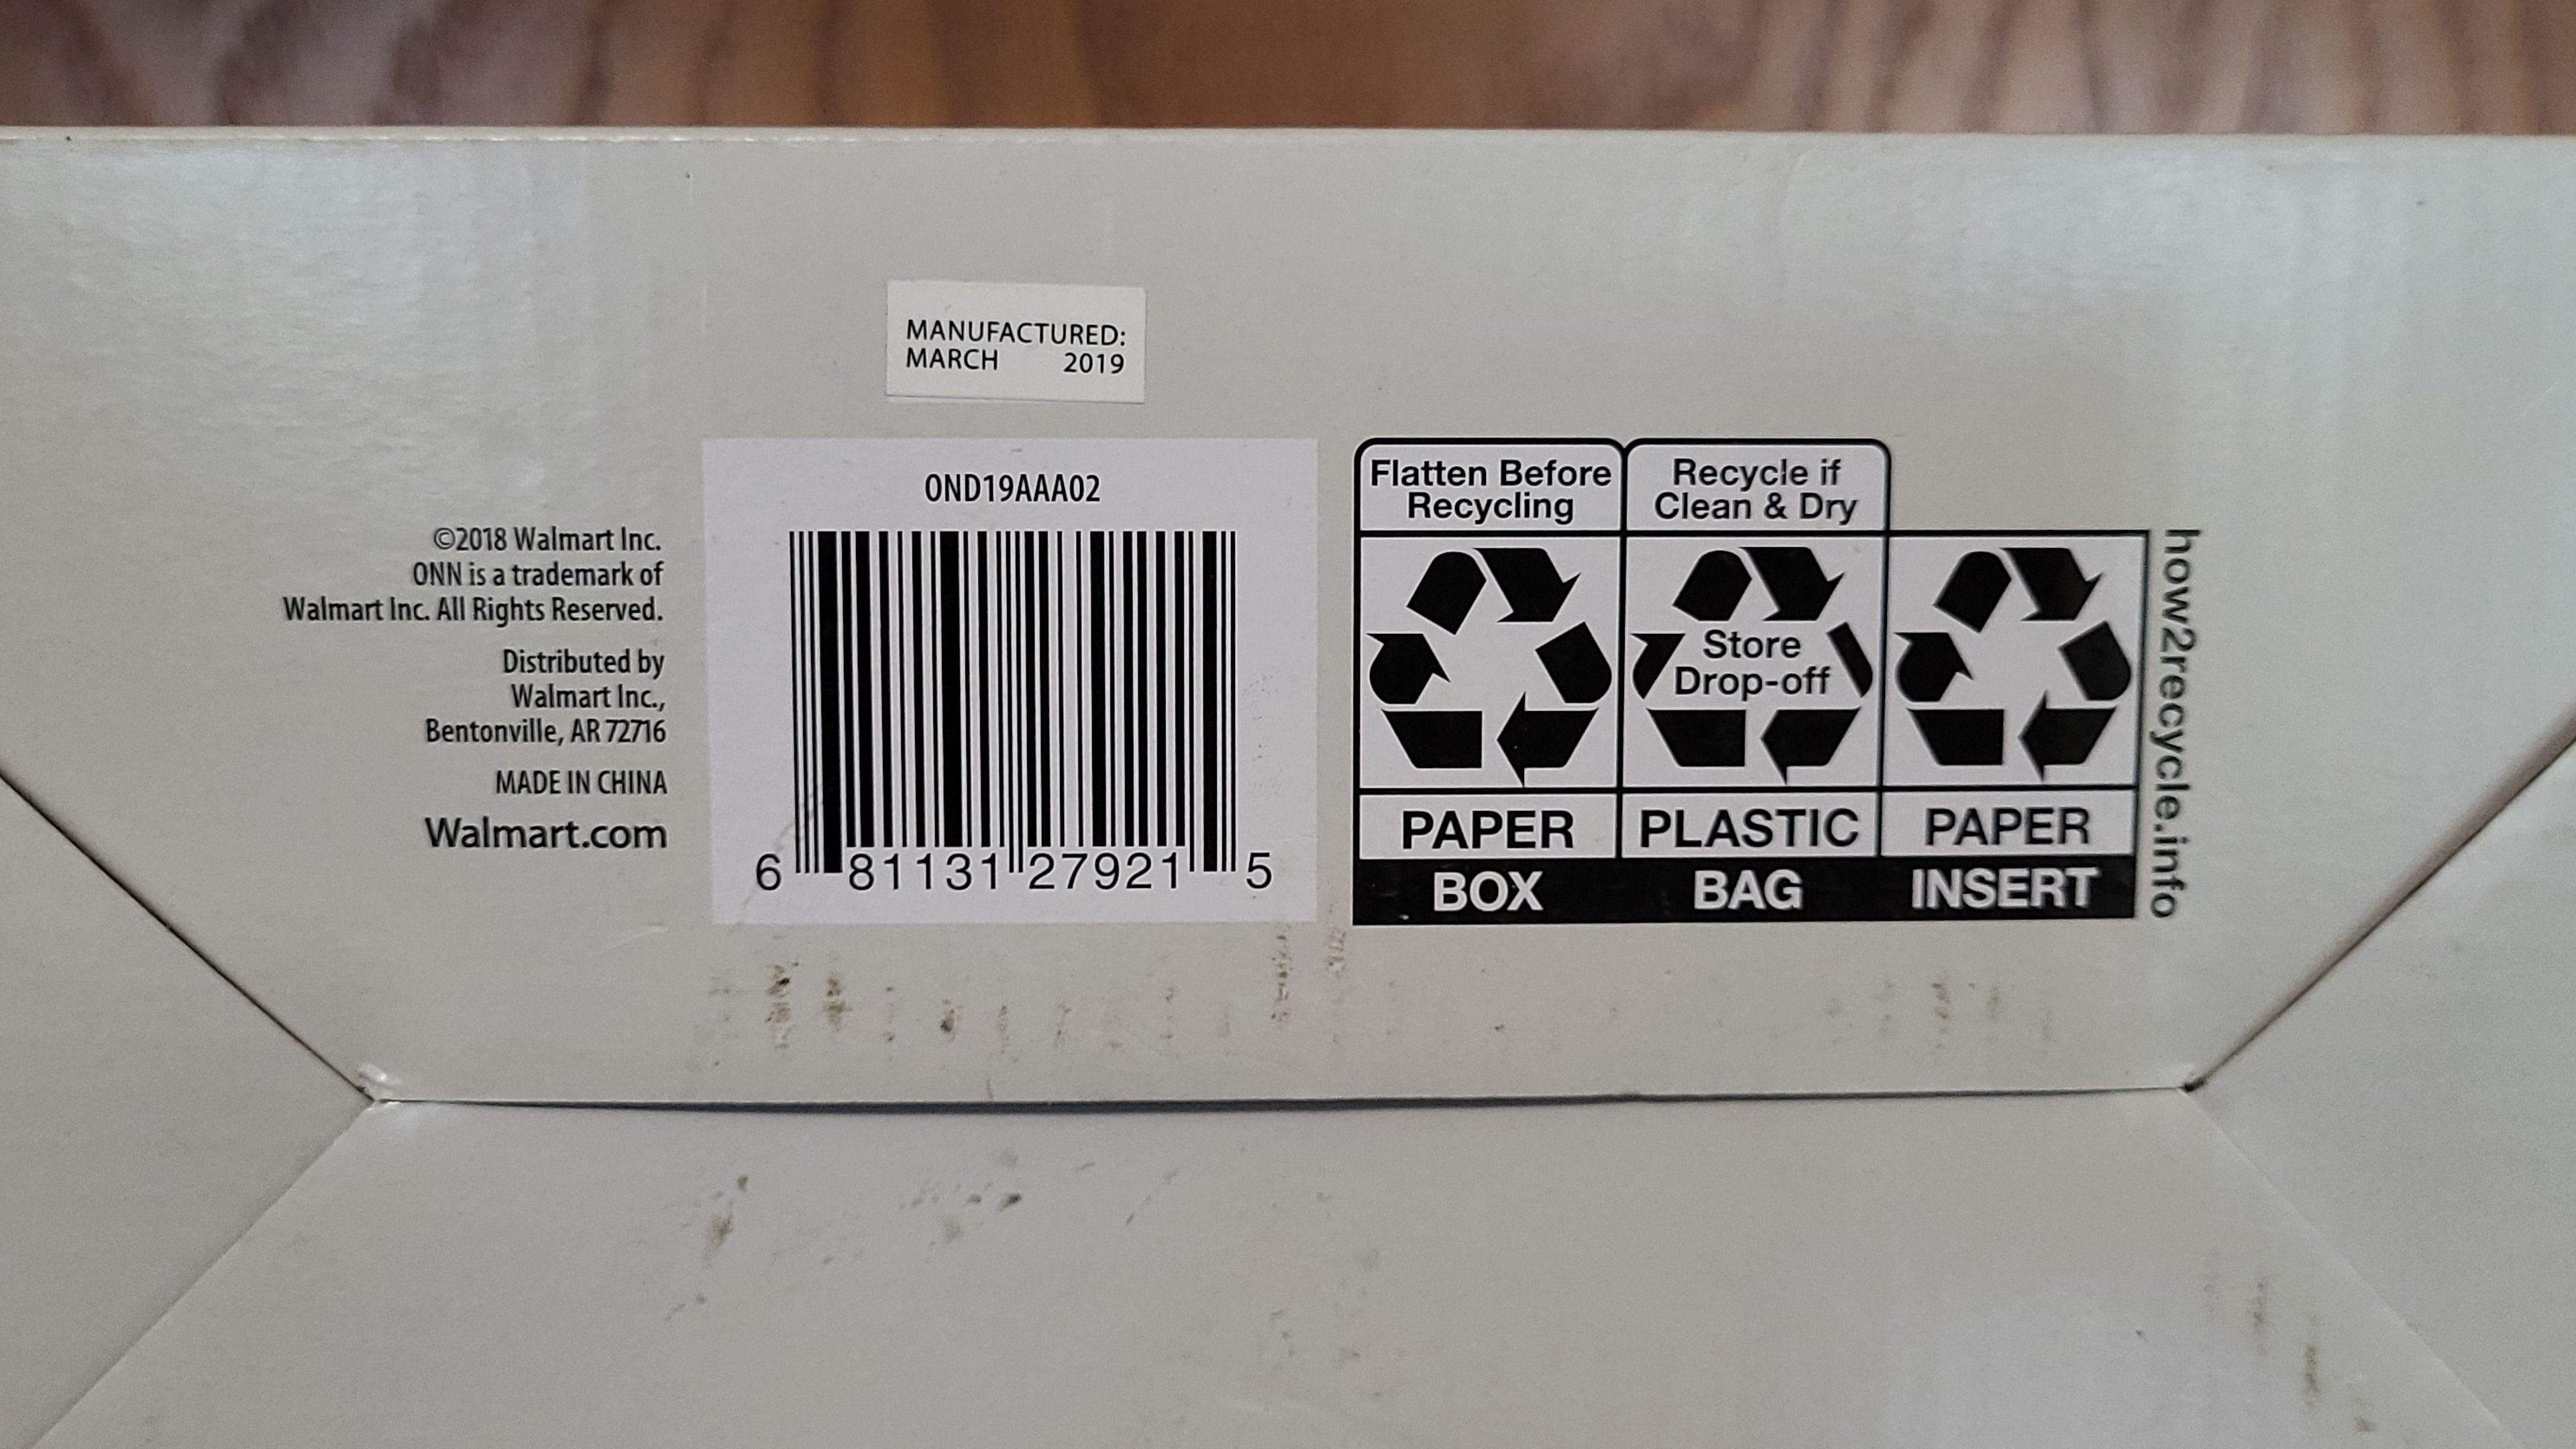 MANUFACTURED:
MARCH 2019
©2018 Walmart Inc.
ONN is a trademark of
Walmart Inc. All Rights Reserved.
Distributed by
Walmart Inc.,
Bentonville, AR 72716
MADE IN CHINA
Walmart.com
OND19AAA02
6 81131 27921 5
Flatten Before
Recycling
PAPER
BOX
Recycle if
Clean & Dry
Store
Drop-off
PLASTIC
BAG
PAPER
INSERT
how2recycle.info